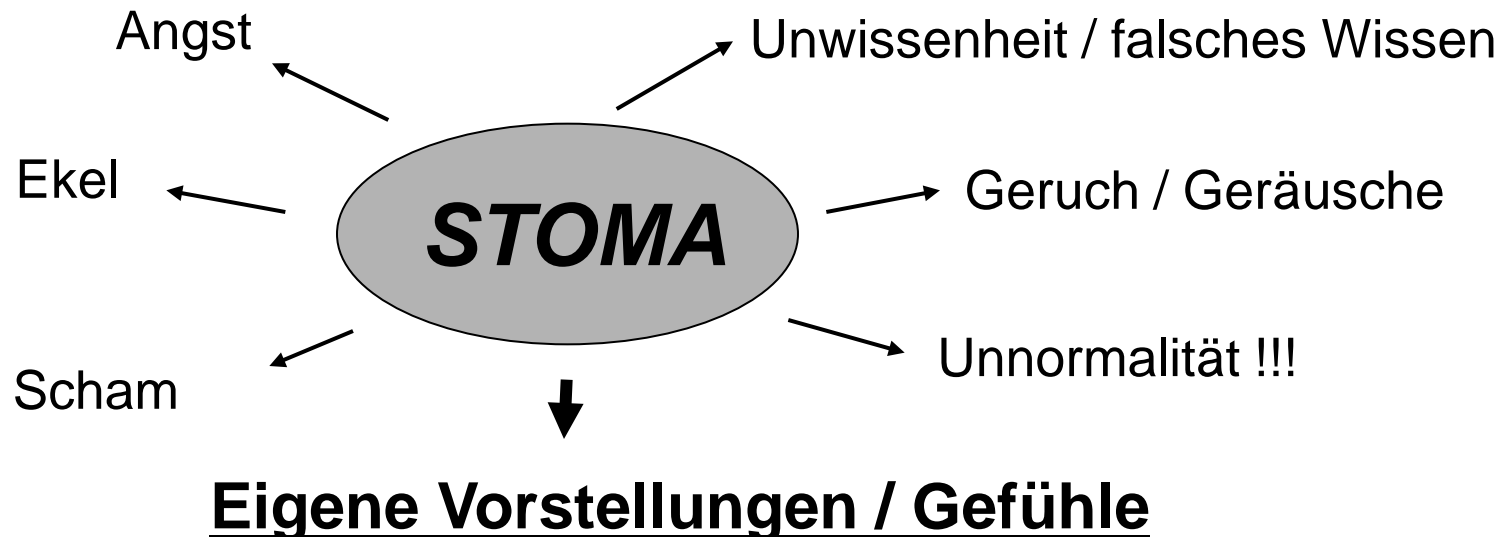 Angst
Unwissenheit / falsches Wissen
Ekel
Geruch / Geräusche
STOMA
Unnormalität !!!
Scham
Eigene Vorstellungen / Gefühle